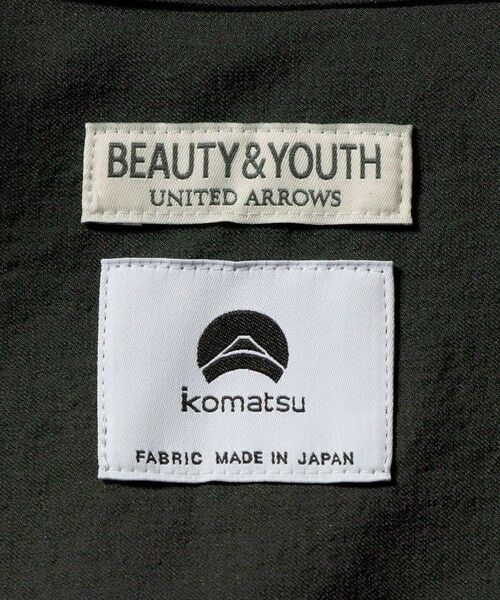 BEAUTY&YOUTH
UNITED ARROWS
komatsu
FABRIC MADE IN JAPAN